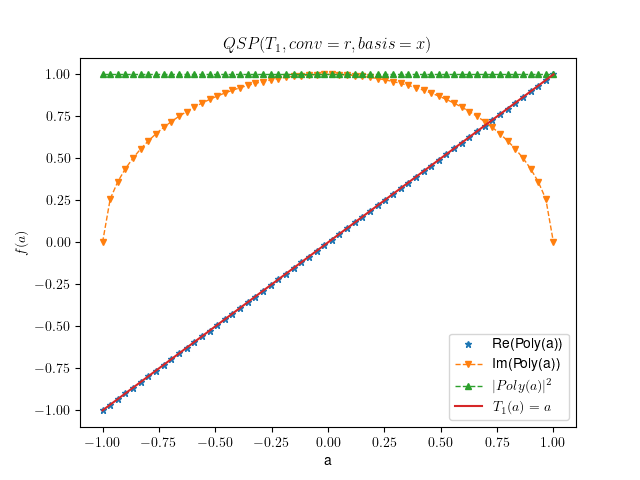 QSP(T₁, conv = r, basis = x)
1.00
0.75
0.50
0.25
0.00
−0.25
−0.50
−0.75
−1.00
f(a)
Re(Poly(a))
Im(Poly(a))
|Poly(a)|²
T₁(a) = a
−1.00 −0.75 −0.50 −0.25 0.00 0.25 0.50 0.75 1.00
a